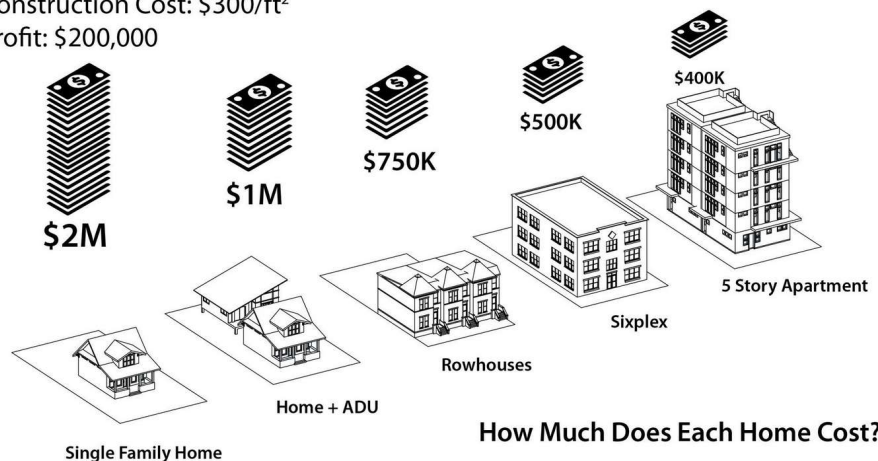 onstruction Cost: $300/ft²
rofit: $200,000
$2M
$1M
$750K
$500K
$400K
Single Family Home
Home + ADU
Rowhouses
Sixplex
5 Story Apartment
How Much Does Each Home Cost?